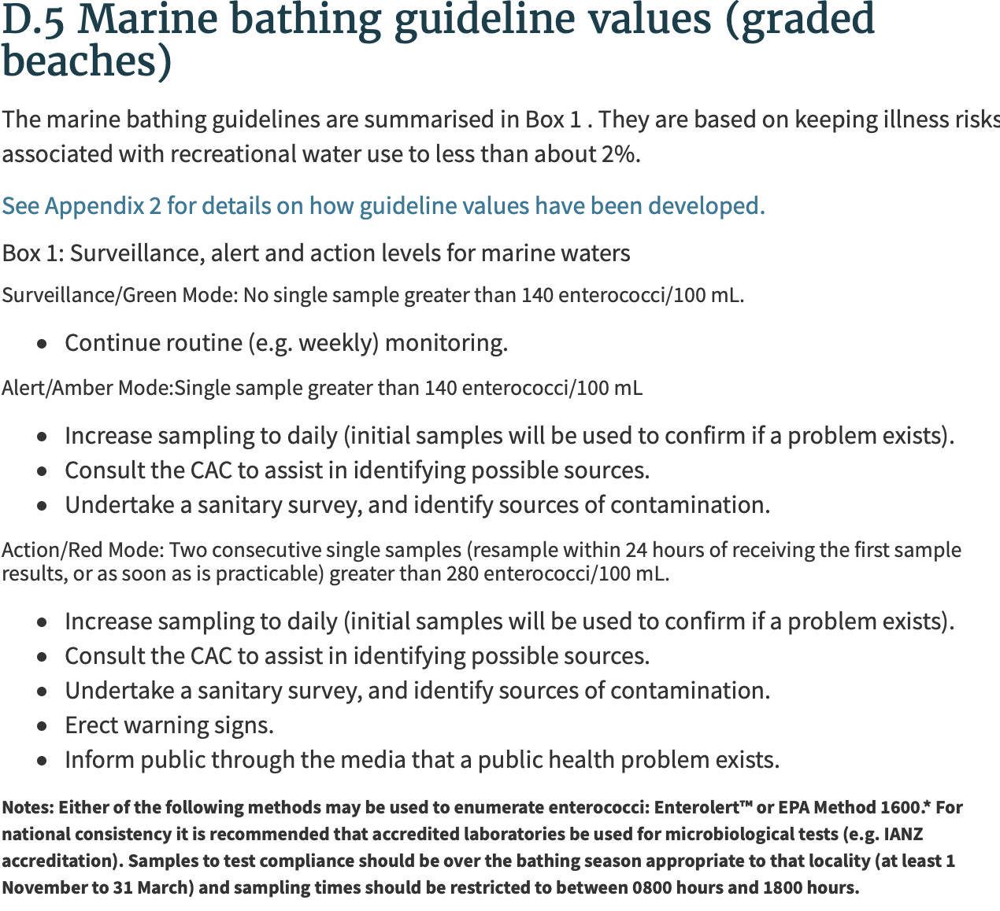 D.5 Marine bathing guideline values (graded
beaches)
The marine bathing guidelines are summarised in Box 1 . They are based on keeping illness risks
associated with recreational water use to less than about 2%.
See Appendix 2 for details on how guideline values have been developed.
Box 1: Surveillance, alert and action levels for marine waters
Surveillance/Green Mode: No single sample greater than 140 enterococci/100 mL.
• Continue routine (e.g. weekly) monitoring.
Alert/Amber Mode:Single sample greater than 140 enterococci/100 mL
• Increase sampling to daily (initial samples will be used to confirm if a problem exists).
• Consult the CAC to assist in identifying possible sources.
• Undertake a sanitary survey, and identify sources of contamination.
Action/Red Mode: Two consecutive single samples (resample within 24 hours of receiving the first sample
results, or as soon as is practicable) greater than 280 enterococci/100 mL.
• Increase sampling to daily (initial samples will be used to confirm if a problem exists).
• Consult the CAC to assist in identifying possible sources.
• Undertake a sanitary survey, and identify sources of contamination.
• Erect warning signs.
• Inform public through the media that a public health problem exists.
Notes: Either of the following methods may be used to enumerate enterococci: Enterolert™ or EPA Method 1600.* For
national consistency it is recommended that accredited laboratories be used for microbiological tests (e.g. IANZ
accreditation). Samples to test compliance should be over the bathing season appropriate to that locality (at least 1
November to 31 March) and sampling times should be restricted to between 0800 hours and 1800 hours.